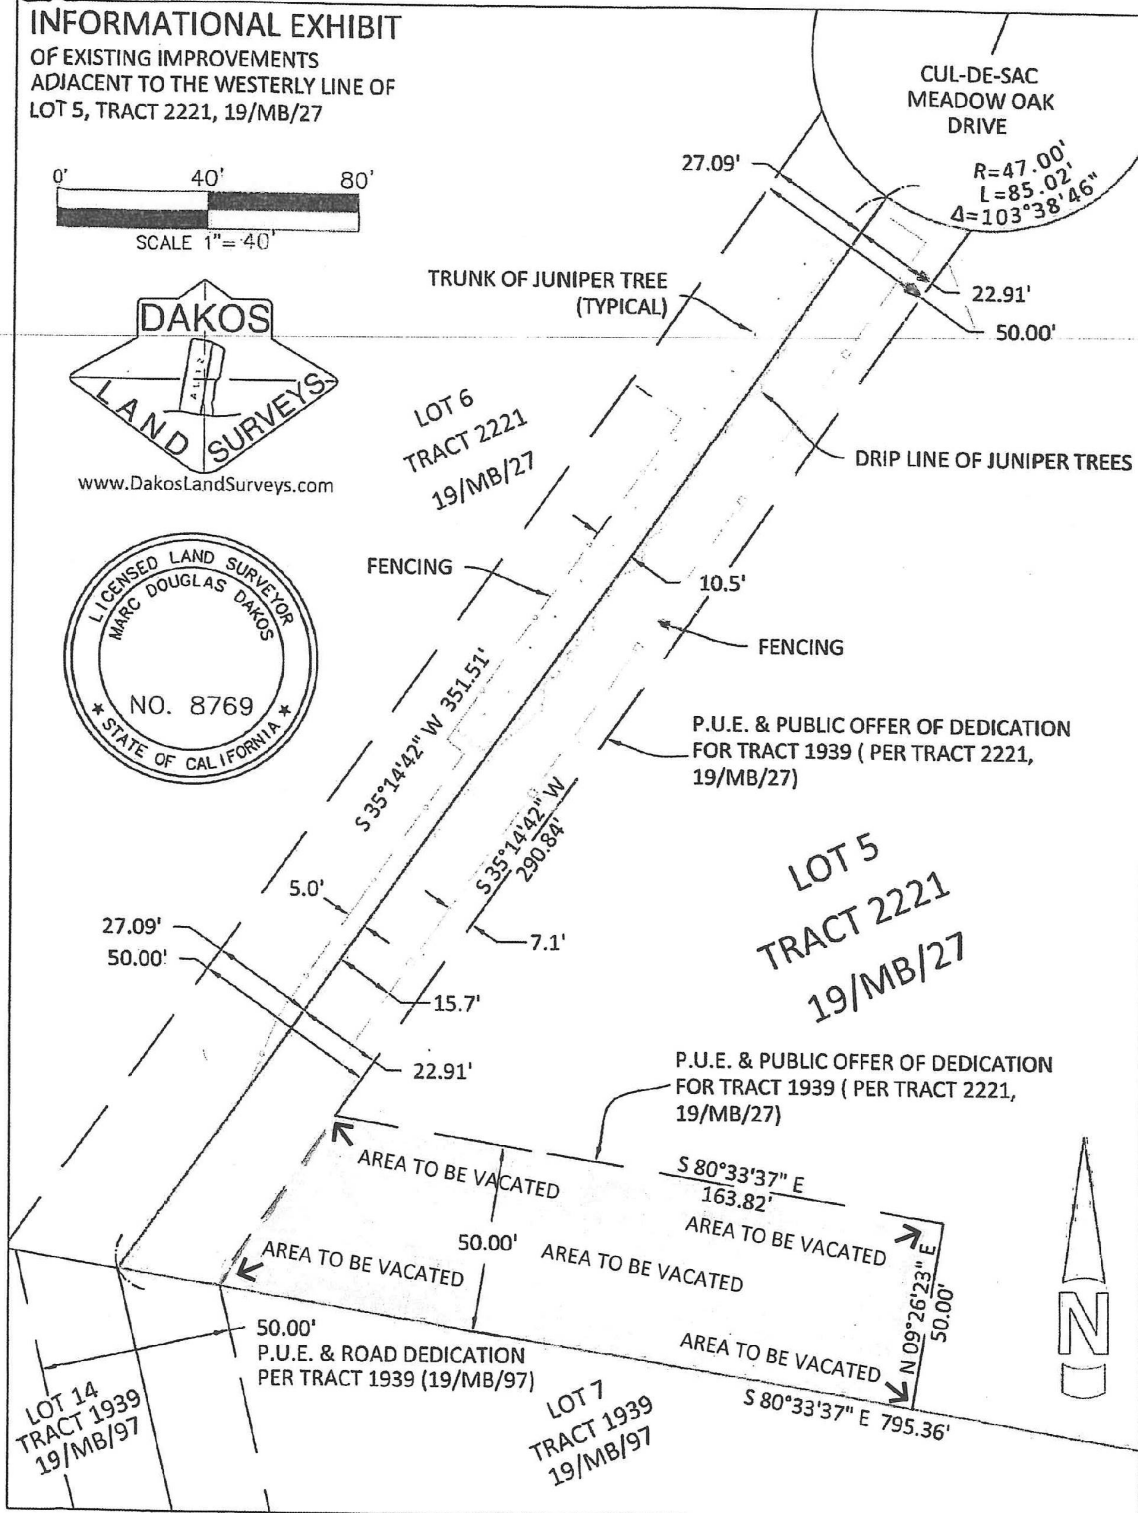 INFORMATIONAL EXHIBIT
OF EXISTING IMPROVEMENTS
ADJACENT TO THE WESTERLY LINE OF
LOT 5, TRACT 2221, 19/MB/27
0' 40' 80'
SCALE 1"= 40'
DAKOS
LAND SURVEYS
www.DakosLandSurveys.com
LICENSED LAND SURVEYOR
MARC DOUGLAS DAKOS
NO. 8769
STATE OF CALIFORNIA
CUL-DE-SAC
MEADOW OAK
DRIVE
R=47.00'
L=85.02'
Δ=103°38'46"
27.09'
22.91'
50.00'
TRUNK OF JUNIPER TREE
(TYPICAL)
LOT 6
TRACT 2221
19/MB/27
DRIP LINE OF JUNIPER TREES
FENCING
10.5'
FENCING
S 35°14'42" W 351.51'
P.U.E. & PUBLIC OFFER OF DEDICATION
FOR TRACT 1939 ( PER TRACT 2221,
19/MB/27)
S 35°14'42" W
290.84'
LOT 5
TRACT 2221
19/MB/27
5.0'
27.09'
50.00'
7.1'
15.7'
22.91'
P.U.E. & PUBLIC OFFER OF DEDICATION
FOR TRACT 1939 ( PER TRACT 2221,
19/MB/27)
AREA TO BE VACATED
S 80°33'37" E
163.82'
AREA TO BE VACATED
50.00'
AREA TO BE VACATED
AREA TO BE VACATED
N 09°26'23" E
50.00'
AREA TO BE VACATED
S 80°33'37" E 795.36'
50.00'
P.U.E. & ROAD DEDICATION
PER TRACT 1939 (19/MB/97)
LOT 14
TRACT 1939
19/MB/97
LOT 7
TRACT 1939
19/MB/97
N